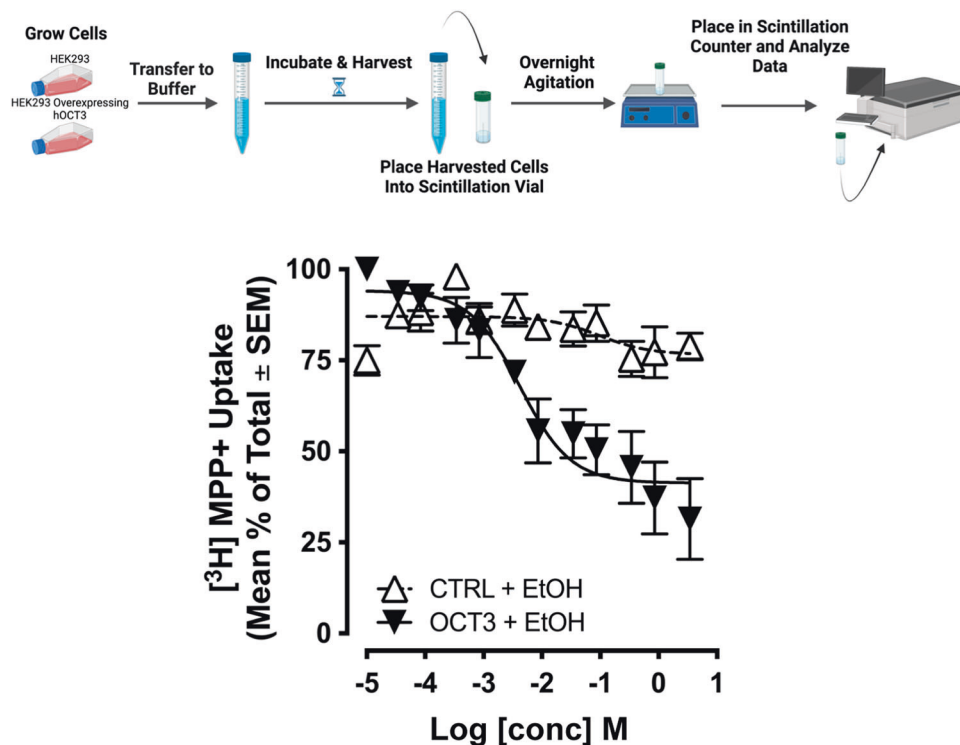 Grow Cells
HEK293
HEK293 Overexpressing
hOCT3
Transfer to
Buffer
Incubate & Harvest
Place Harvested Cells
Into Scintillation Vial
Overnight
Agitation
Place in Scintillation
Counter and Analyze
Data
[³H] MPP+ Uptake
(Mean % of Total ± SEM)
100
75
50
25
0
CTRL + EtOH
OCT3 + EtOH
-5 -4 -3 -2 -1 0 1
Log [conc] M